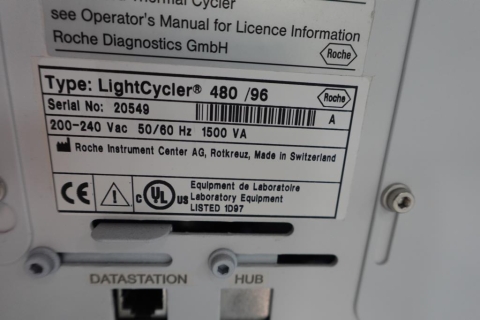 Thermal Cycler
see Operator's Manual for Licence Information
Roche Diagnostics GmbH
Roche
Type: LightCycler® 480 /96
Roche
Serial No: 20549
A
200-240 Vac 50/60 Hz 1500 VA
Roche Instrument Center AG, Rotkreuz, Made in Switzerland
CE
c UL us
Equipment de Laboratoire
Laboratory Equipment
LISTED 1D97
DATASTATION
HUB